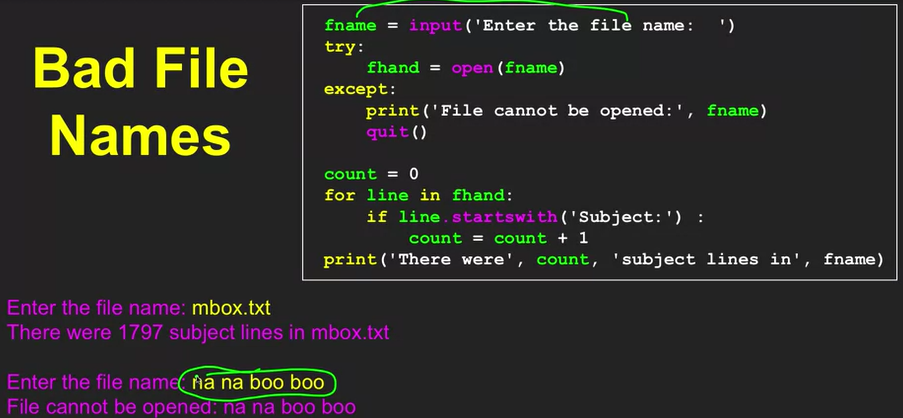 Bad File
Names
fname = input('Enter the file name:  ')
try:
    fhand = open(fname)
except:
    print('File cannot be opened:', fname)
    quit()
count = 0
for line in fhand:
    if line.startswith('Subject:') :
        count = count + 1
print('There were', count, 'subject lines in', fname)
Enter the file name: mbox.txt
There were 1797 subject lines in mbox.txt
Enter the file name: na na boo boo
File cannot be opened: na na boo boo